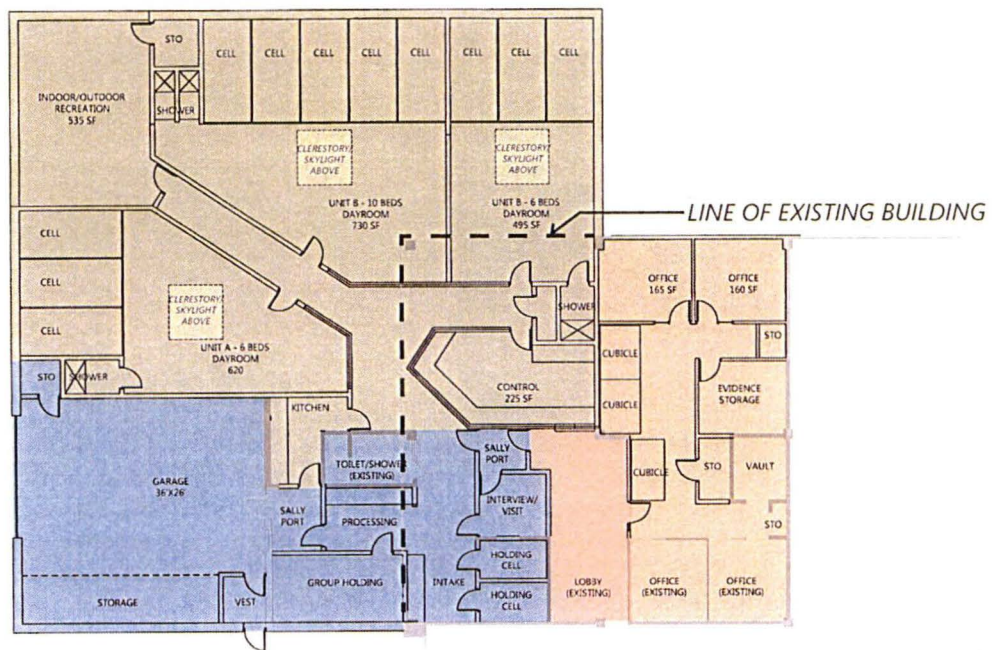 STO
CELL
CELL
CELL
CELL
CELL
CELL
CELL
CELL
INDOOR/OUTDOOR
RECREATION
535 SF
SHOWER
CLERESTORY/
SKYLIGHT
ABOVE
CLERESTORY/
SKYLIGHT
ABOVE
UNIT B - 10 BEDS
DAYROOM
730 SF
UNIT B - 6 BEDS
DAYROOM
495 SF
LINE OF EXISTING BUILDING
CELL
CELL
CELL
CLERESTORY/
SKYLIGHT
ABOVE
UNIT A - 6 BEDS
DAYROOM
620
SHOWER
OFFICE
165 SF
OFFICE
160 SF
STO
CUBICLE
CUBICLE
EVIDENCE
STORAGE
STO
SHOWER
CONTROL
225 SF
KITCHEN
GARAGE
36'X26'
TOILET/SHOWER
(EXISTING)
SALLY
PORT
CUBICLE
STO
VAULT
SALLY
PORT
PROCESSING
INTERVIEW/
VISIT
STO
HOLDING
CELL
STORAGE
VEST
GROUP HOLDING
INTAKE
HOLDING
CELL
LOBBY
(EXISTING)
OFFICE
(EXISTING)
OFFICE
(EXISTING)